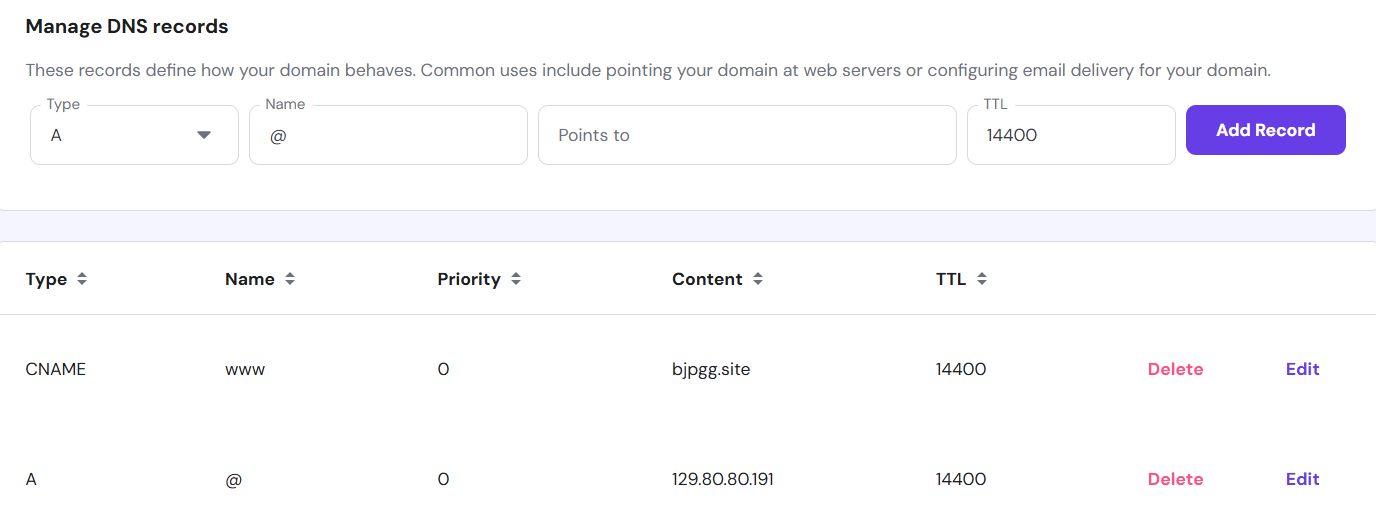 Manage DNS records
These records define how your domain behaves. Common uses include pointing your domain at web servers or configuring email delivery for your domain.
Type Name TTL
A @ Points to 14400 Add Record
Type Name Priority Content TTL
CNAME www 0 bjpgg.site 14400 Delete Edit
A @ 0 129.80.80.191 14400 Delete Edit